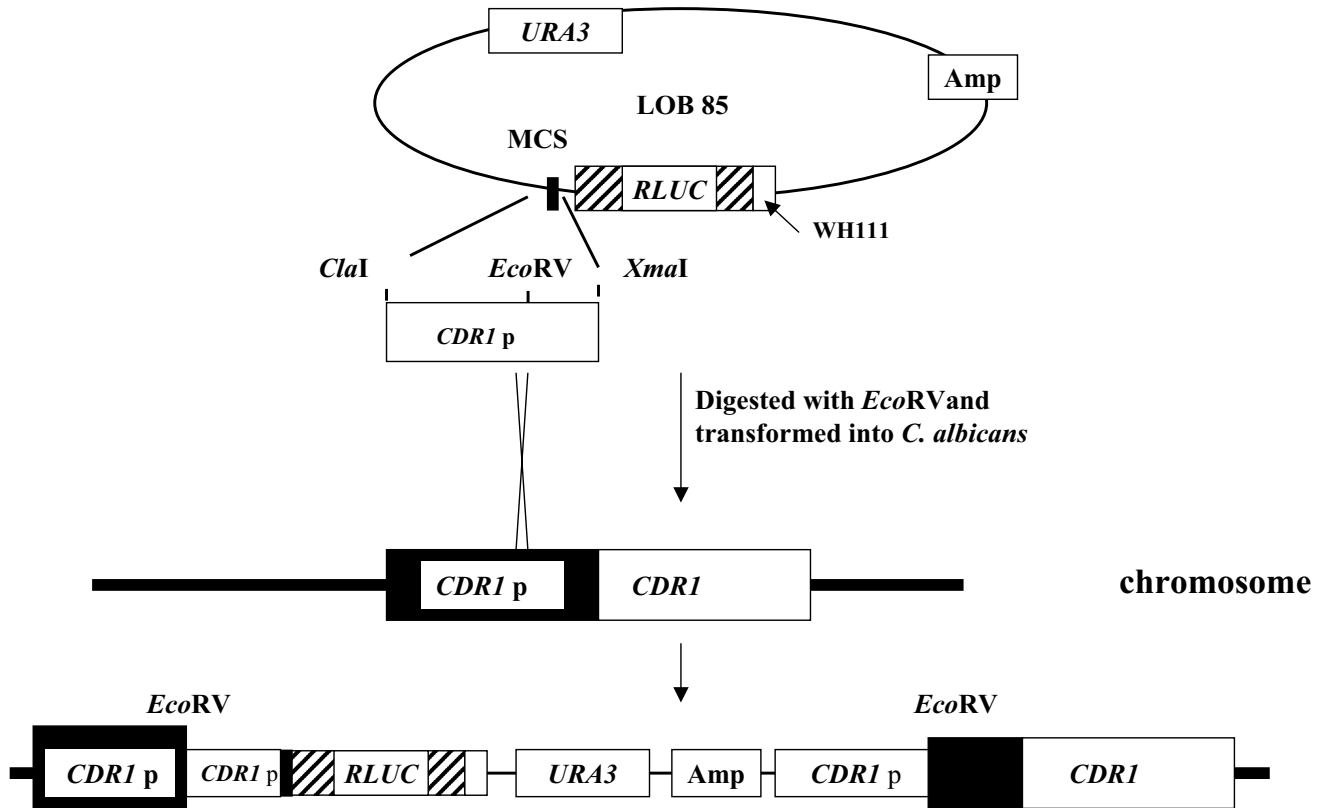 URA3
Amp
LOB 85
MCS
RLUC
WH111
ClaI EcoRV XmaI
CDR1 p
Digested with EcoRVand
transformed into C. albicans
CDR1 p CDR1
chromosome
EcoRV EcoRV
CDR1 p CDR1 p RLUC URA3 Amp CDR1 p CDR1